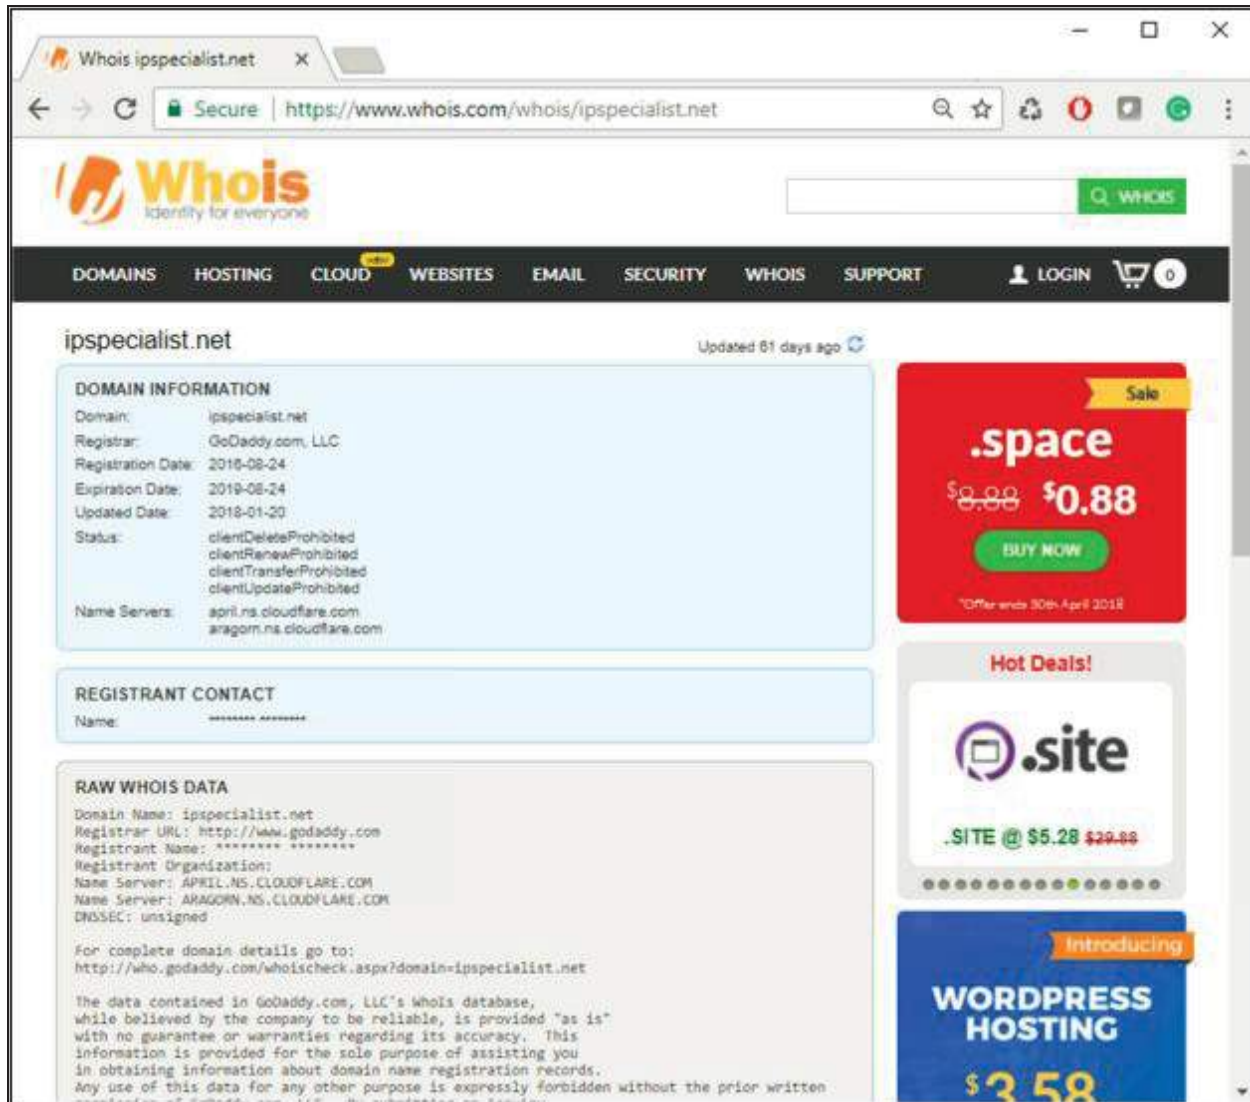 Whois ipspecialist.net
Secure | https://www.whois.com/whois/ipspecialist.net
Whois
Identity for everyone
WHOIS
DOMAINS HOSTING CLOUD WEBSITES EMAIL SECURITY WHOIS SUPPORT LOGIN 0
ipspecialist.net
Updated 61 days ago
DOMAIN INFORMATION
Domain: ipspecialist.net
Registrar: GoDaddy.com, LLC
Registration Date: 2016-08-24
Expiration Date: 2019-08-24
Updated Date: 2018-01-20
Status: clientDeleteProhibited
clientRenewProhibited
clientTransferProhibited
clientUpdateProhibited
Name Servers: april.ns.cloudflare.com
aragorn.ns.cloudflare.com
REGISTRANT CONTACT
Name: ******** ********
RAW WHOIS DATA
Domain Name: ipspecialist.net
Registrar URL: http://www.godaddy.com
Registrant Name: ******** ********
Registrant Organization:
Name Server: APRIL.NS.CLOUDFLARE.COM
Name Server: ARAGORN.NS.CLOUDFLARE.COM
DNSSEC: unsigned
For complete domain details go to:
http://who.godaddy.com/whoischeck.aspx?domain=ipspecialist.net
The data contained in GoDaddy.com, LLC's WhoIs database,
while believed by the company to be reliable, is provided "as is"
with no guarantee or warranties regarding its accuracy. This
information is provided for the sole purpose of assisting you
in obtaining information about domain name registration records.
Any use of this data for any other purpose is expressly forbidden without the prior written
Sale
.space
$8.88 $0.88
BUY NOW
*Offer ends 30th April 2018
Hot Deals!
.site
.SITE @ $5.28 $29.88
Introducing
WORDPRESS
HOSTING
$3.58